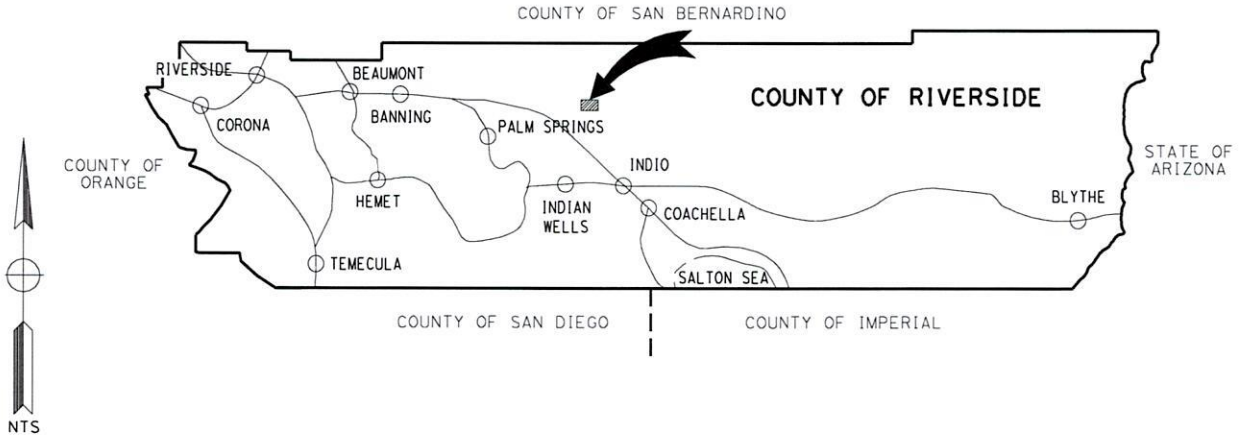 COUNTY OF SAN BERNARDINO
RIVERSIDE
BEAUMONT
COUNTY OF RIVERSIDE
CORONA
BANNING
PALM SPRINGS
COUNTY OF
ORANGE
STATE OF
ARIZONA
INDIO
HEMET
INDIAN
WELLS
COACHELLA
BLYTHE
TEMECULA
SALTON SEA
COUNTY OF SAN DIEGO
COUNTY OF IMPERIAL
NTS